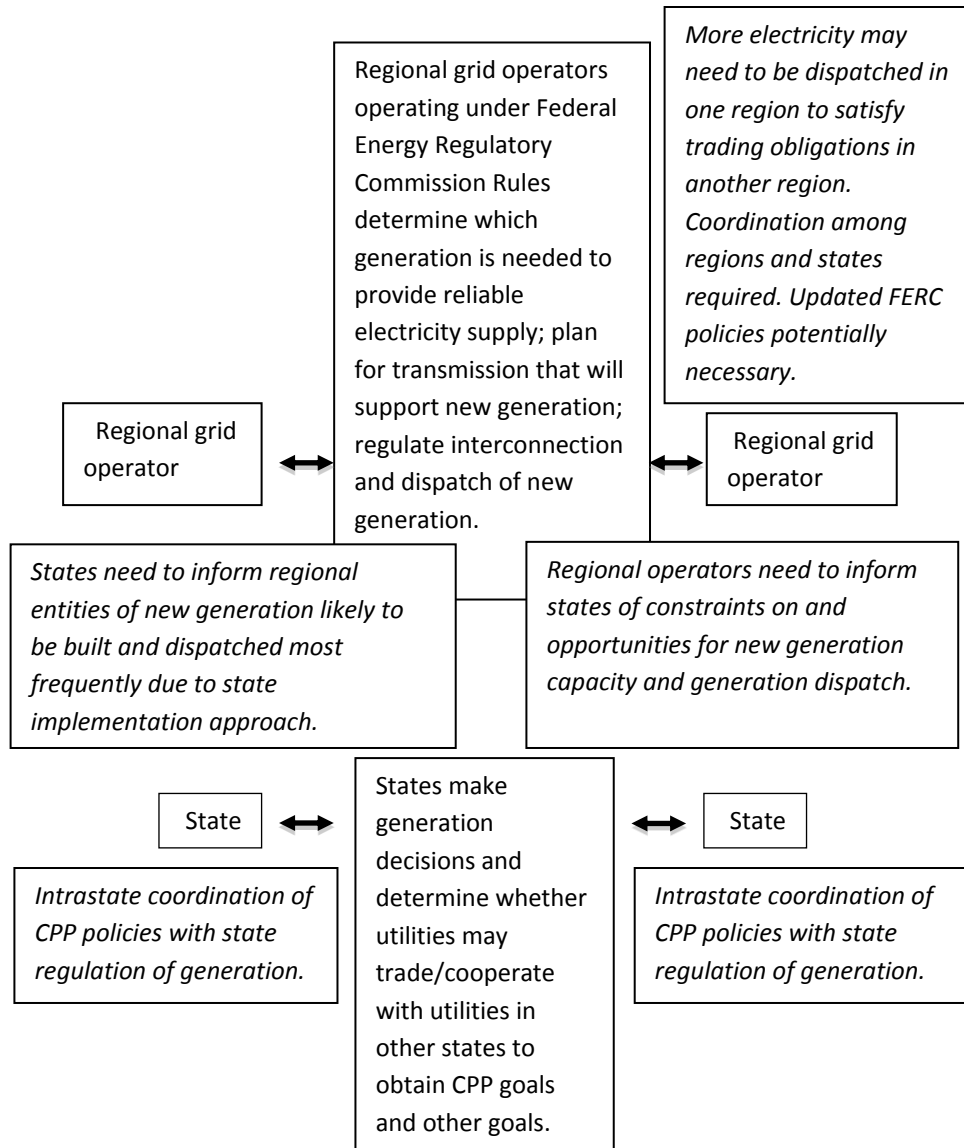 More electricity may
need to be dispatched in
one region to satisfy
trading obligations in
another region.
Coordination among
regions and states
required. Updated FERC
policies potentially
necessary.
Regional grid operators
operating under Federal
Energy Regulatory
Commission Rules
determine which
generation is needed to
provide reliable
electricity supply; plan
for transmission that will
support new generation;
regulate interconnection
and dispatch of new
generation.
Regional grid
operator
Regional grid
operator
States need to inform regional
entities of new generation likely to
be built and dispatched most
frequently due to state
implementation approach.
Regional operators need to inform
states of constraints on and
opportunities for new generation
capacity and generation dispatch.
State
States make
generation
decisions and
determine whether
utilities may
trade/cooperate
with utilities in
other states to
obtain CPP goals
and other goals.
State
Intrastate coordination of
CPP policies with state
regulation of generation.
Intrastate coordination of
CPP policies with state
regulation of generation.